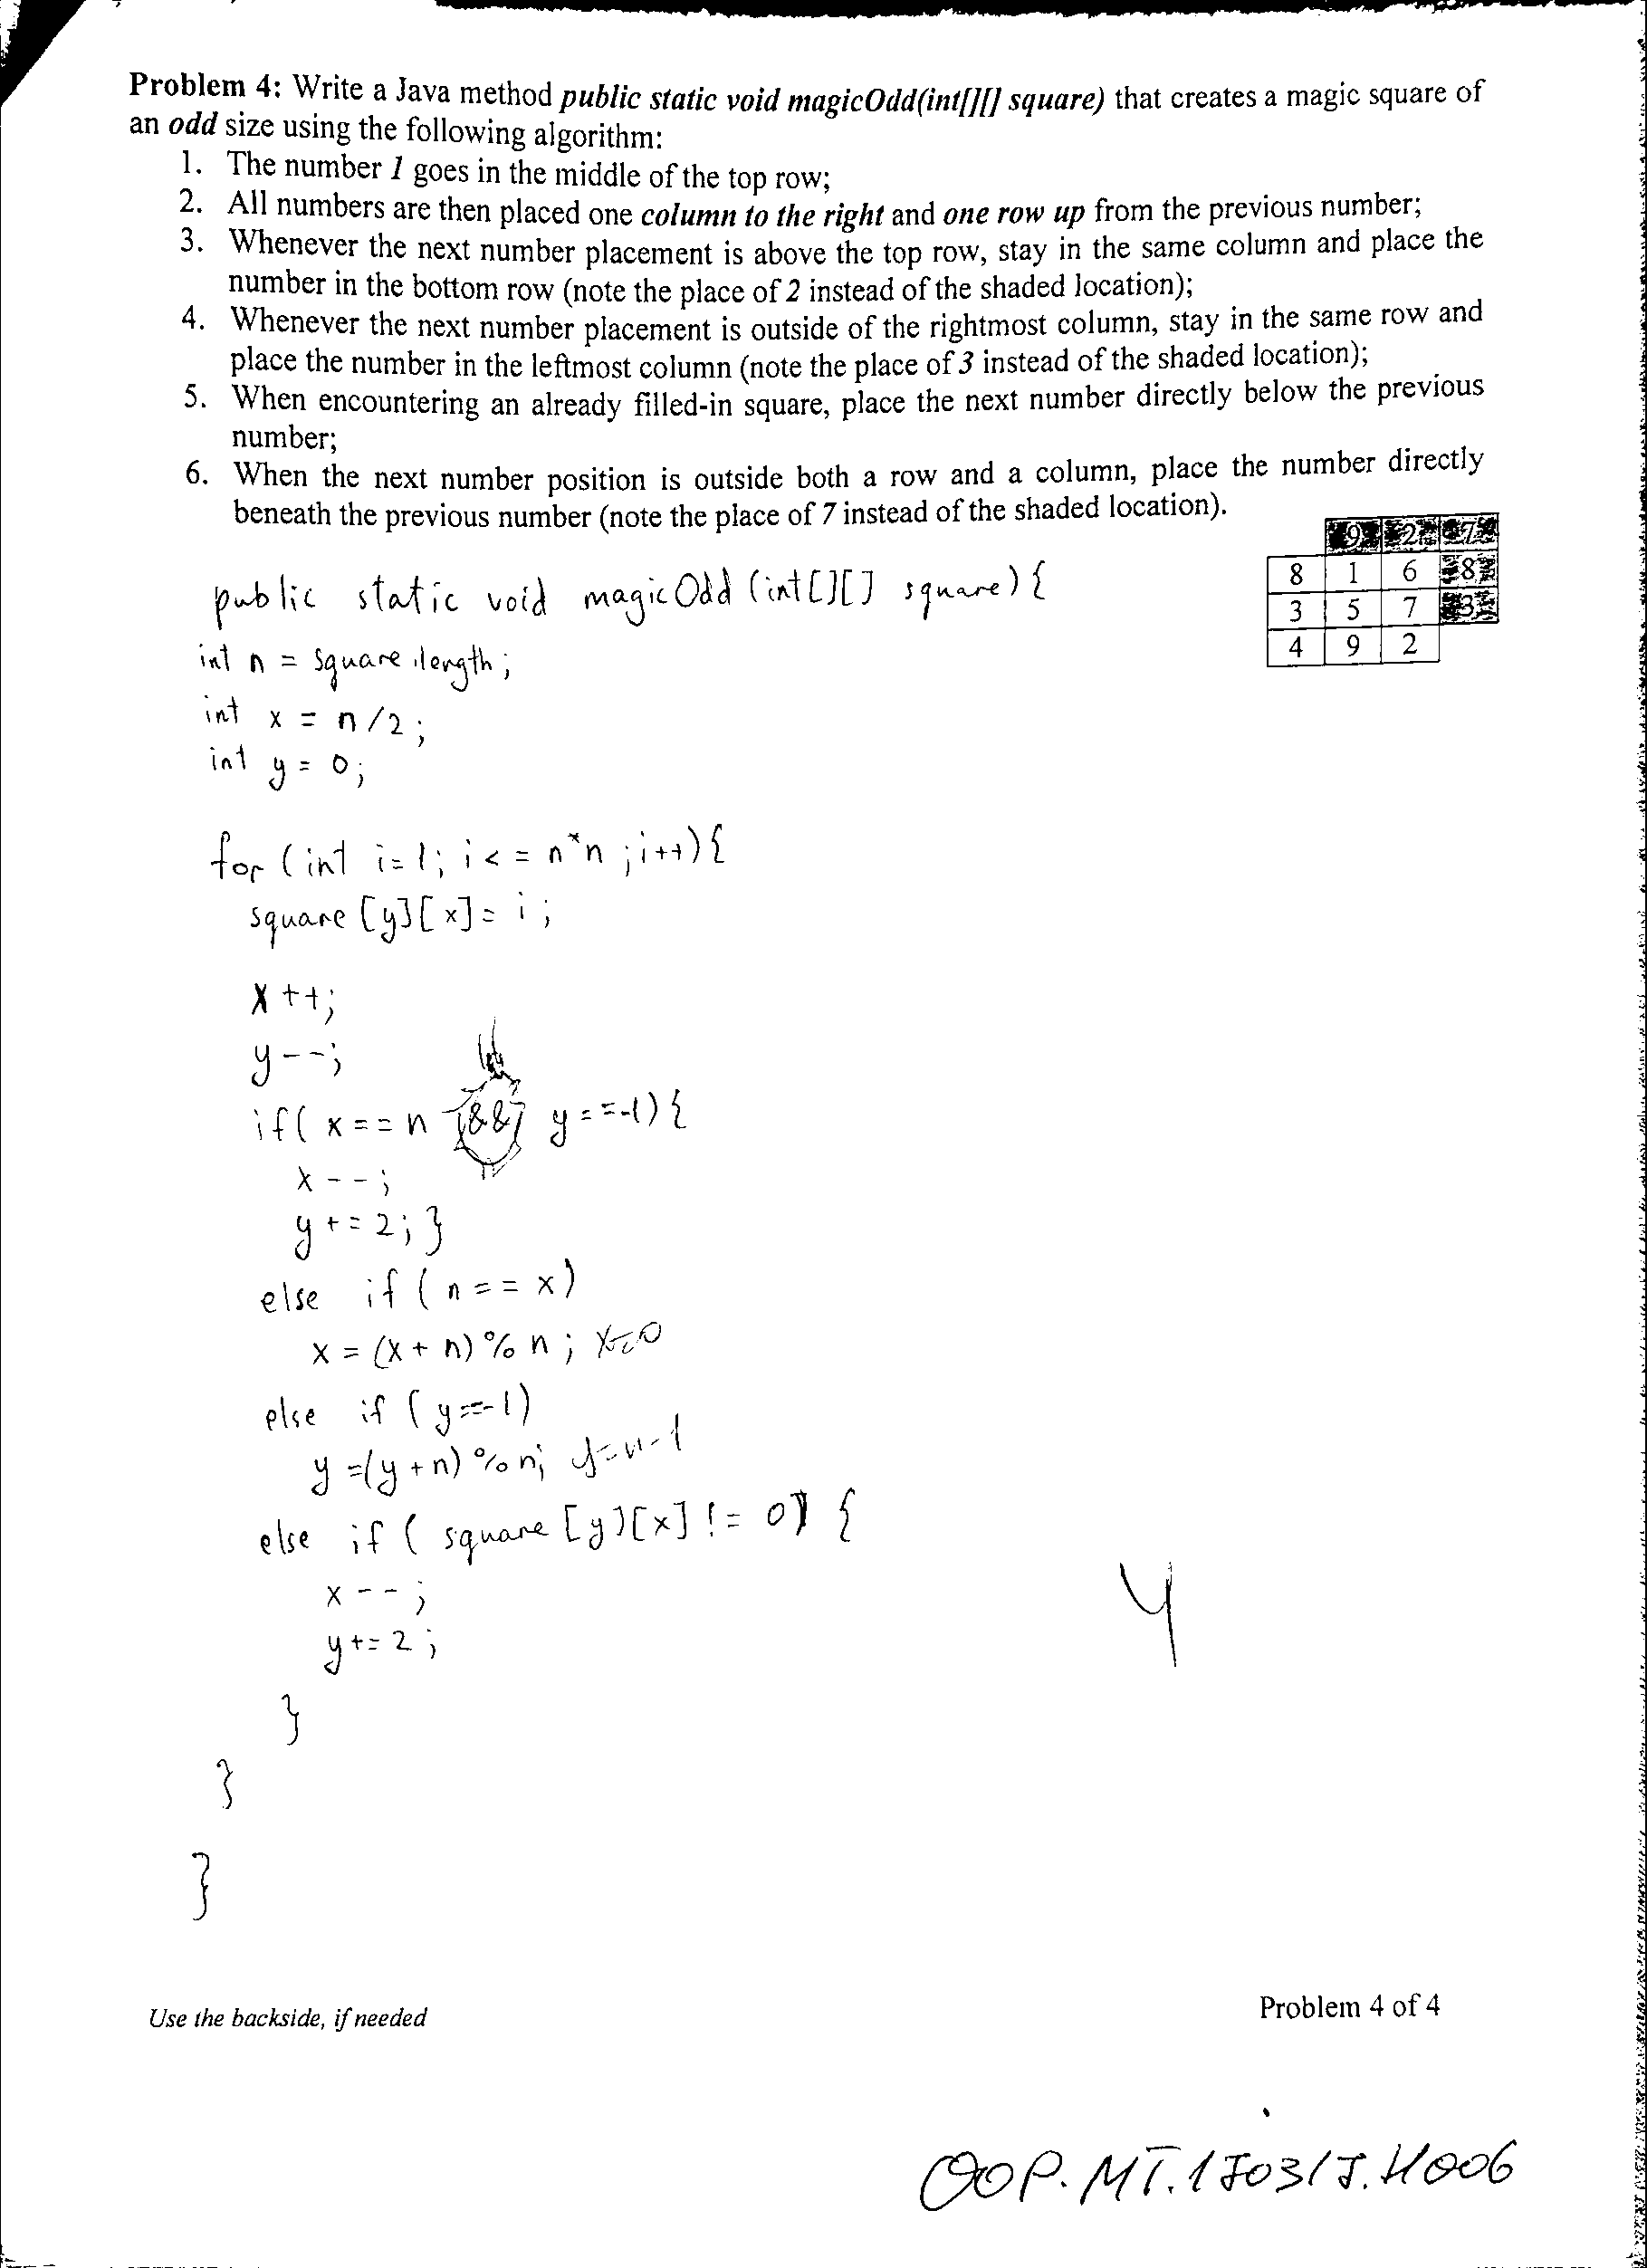 Problem 4: Write a Java method public static void magicOdd(int[][] square) that creates a magic square of
an odd size using the following algorithm:
1. The number 1 goes in the middle of the top row;
2. All numbers are then placed one column to the right and one row up from the previous number;
3. Whenever the next number placement is above the top row, stay in the same column and place the
number in the bottom row (note the place of 2 instead of the shaded location);
4. Whenever the next number placement is outside of the rightmost column, stay in the same row and
place the number in the leftmost column (note the place of 3 instead of the shaded location);
5. When encountering an already filled-in square, place the next number directly below the previous
number;
6. When the next number position is outside both a row and a column, place the number directly
beneath the previous number (note the place of 7 instead of the shaded location).
9 2 7
8 1 6 8
3 5 7 3
4 9 2
public static void magicOdd (int[][] square) {
int n = square.length;
int x = n/2;
int y = 0;
for (int i=1; i<=n*n; i++){
square [y][x] = i;
x++;
y--;
if( x==n && y==-1) {
x--;
y+=2; }
else if (n==x)
x = (x+n)%n; x=0
else if (y==-1)
y=(y+n)%n; y=n-1
else if ( square [y][x] != 0) {
x--;
y+=2;
}
}
}
4
Use the backside, if needed
Problem 4 of 4
OOP.MT.150315.H006